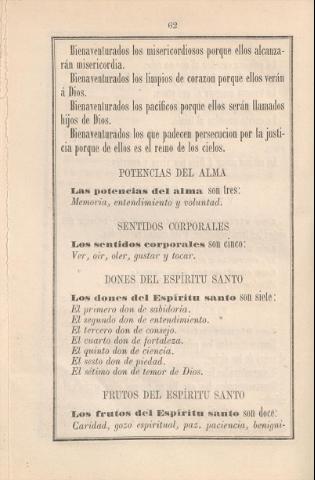 62
Bienaventurados los misericordiosos porque ellos alcanza-
rán misericordia.
Bienaventurados los limpios de corazon porque ellos verán
á Dios.
Bienaventurados los pacíficos porque ellos serán llamados
hijos de Dios.
Bienaventurados los que padecen persecucion por la justi-
cia porque de ellos es el reino de los cielos.
POTENCIAS DEL ALMA
Las potencias del alma son tres:
Memoria, entendimiento y voluntad.
SENTIDOS CORPORALES
Los sentidos corporales son cinco:
Ver, oir, oler, gustar y tocar.
DONES DEL ESPÍRITU SANTO
Los dones del Espíritu santo son siete:
El primero don de sabidoria.
El segundo don de entendimiento.
El tercero don de consejo.
El cuarto don de fortaleza.
El quinto don de ciencia.
El sesto don de piedad.
El sétimo don de temor de Dios.
FRUTOS DEL ESPÍRITU SANTO
Los frutos del Espíritu santo son doce:
Caridad, gozo espiritual, paz, paciencia, benigni-